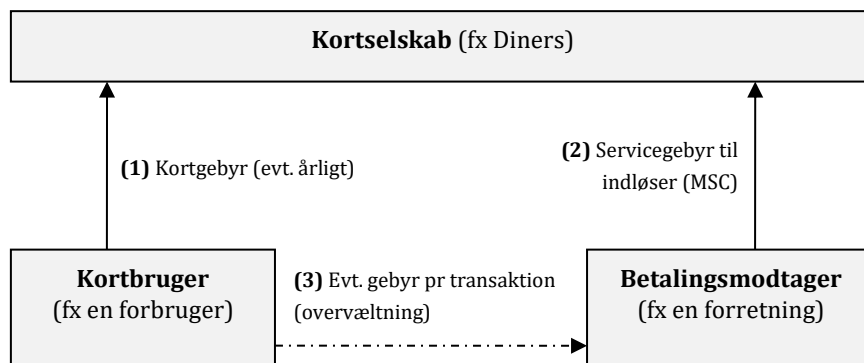 Kortselskab (fx Diners)
(1) Kortgebyr (evt. årligt)
(2) Servicegebyr til
indløser (MSC)
Kortbruger
(fx en forbruger)
(3) Evt. gebyr pr transaktion
(overvæltning)
Betalingsmodtager
(fx en forretning)